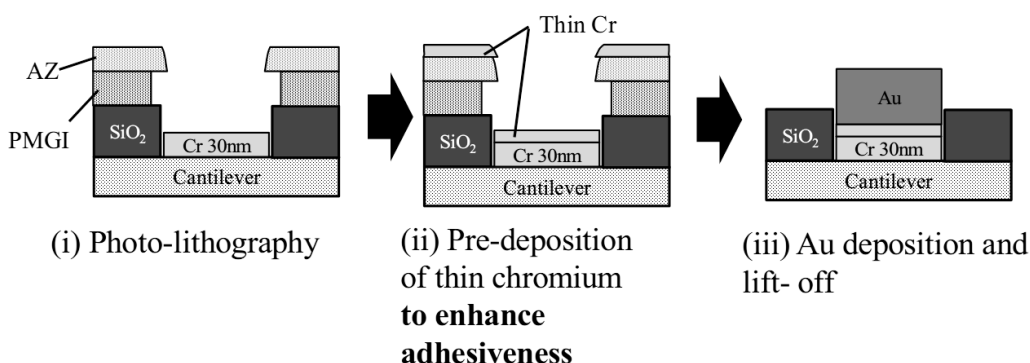 Thin Cr
AZ
PMGI
SiO₂
Cr 30nm
Cantilever
SiO₂
Cr 30nm
Cantilever
Au
SiO₂
Cr 30nm
Cantilever
(i) Photo-lithography
(ii) Pre-deposition
of thin chromium
to enhance
adhesiveness
(iii) Au deposition and
lift- off